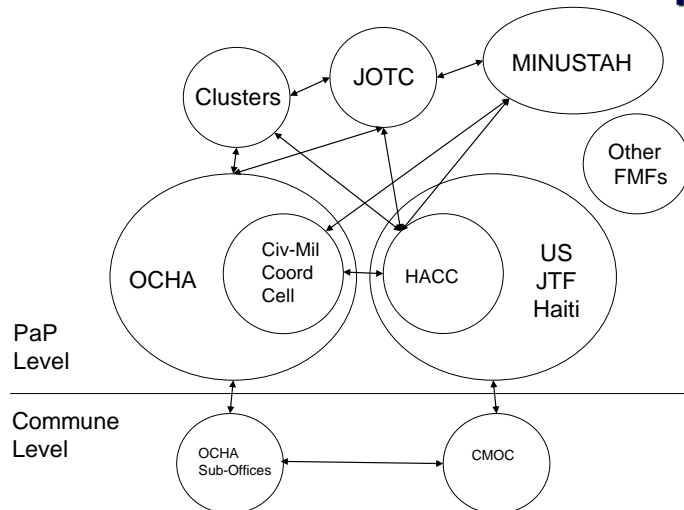 Clusters
JOTC
MINUSTAH
Other
FMFs
OCHA
Civ-Mil
Coord
Cell
HACC
US
JTF
Haiti
PaP
Level
Commune
Level
OCHA
Sub-Offices
CMOC